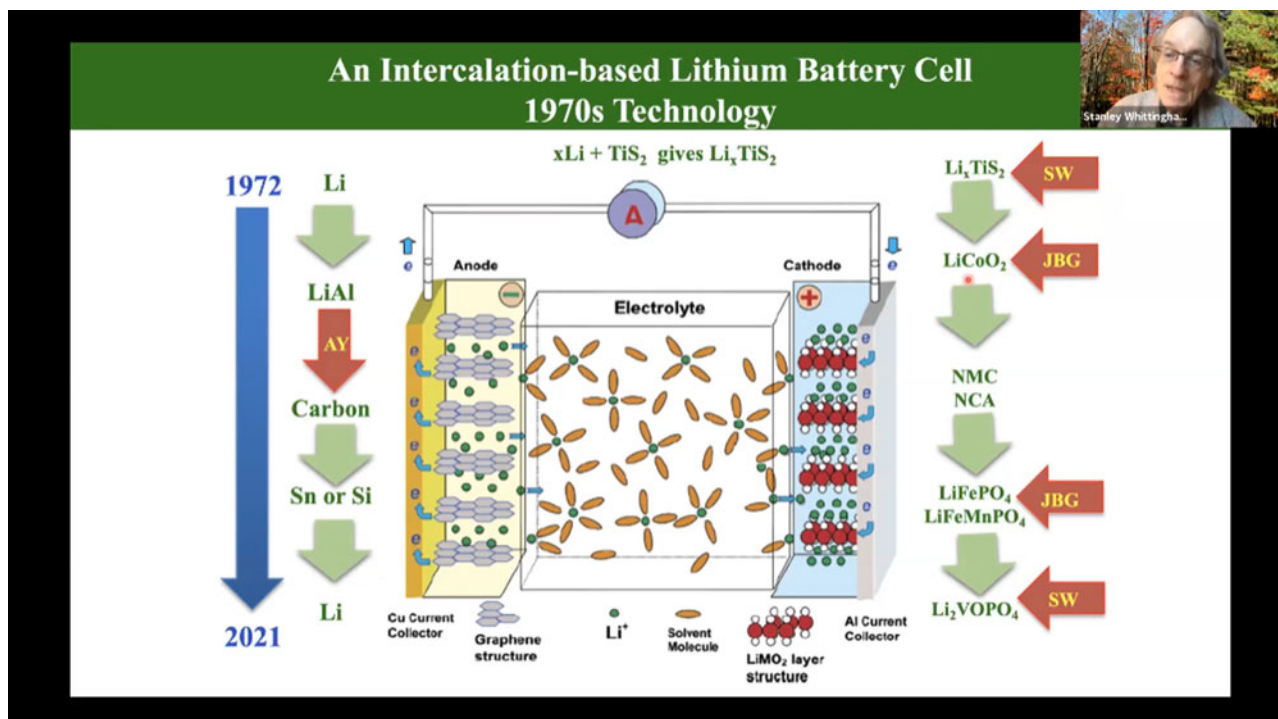 An Intercalation-based Lithium Battery Cell
1970s Technology
Stanley Whittingha...
xLi + TiS₂ gives LiₓTiS₂
1972
Li
LiAl
AY
Carbon
Sn or Si
Li
2021
A
e
Anode
Cathode
e
−
Electrolyte
+
e
e
e
e
e
e
e
e
e
e
Cu Current
Collector
Graphene
structure
Li⁺
Solvent
Molecule
LiMO₂ layer
structure
Al Current
Collector
LiₓTiS₂
SW
LiCoO₂
JBG
NMC
NCA
LiFePO₄
JBG
LiFeMnPO₄
Li₂VOPO₄
SW